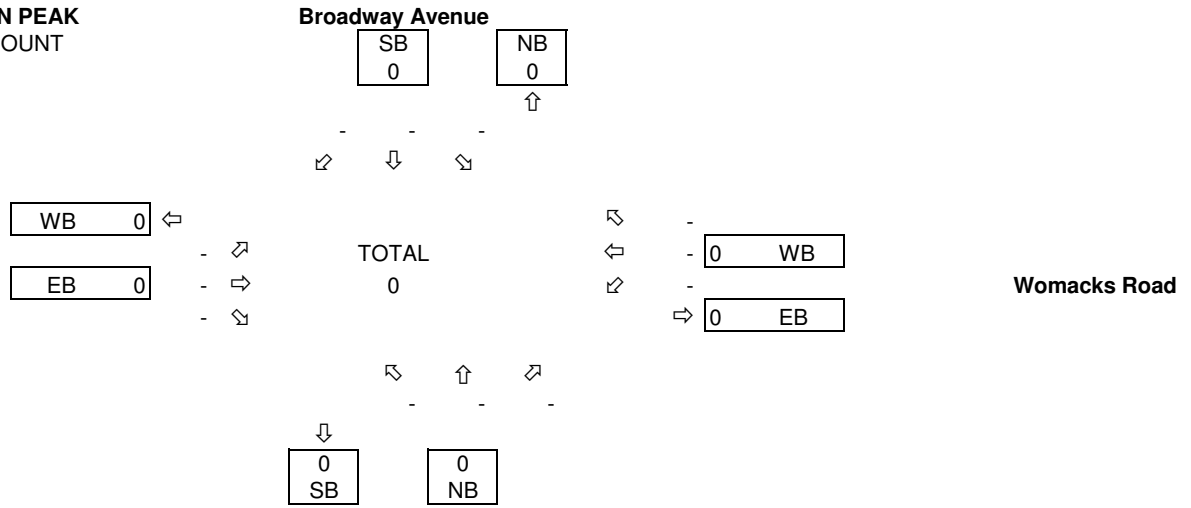 N PEAK Broadway Avenue
OUNT SB NB
0 0
⇧
- - -
⬃ ⇩ ⬂
WB 0 ⇦ ⬁ -
- ⬀ TOTAL ⇦ - 0 WB
EB 0 - ⇨ 0 ⬃ - Womacks Road
- ⬂ ⇨ 0 EB
⬁ ⇧ ⬀
- - -
⇩
0 0
SB NB